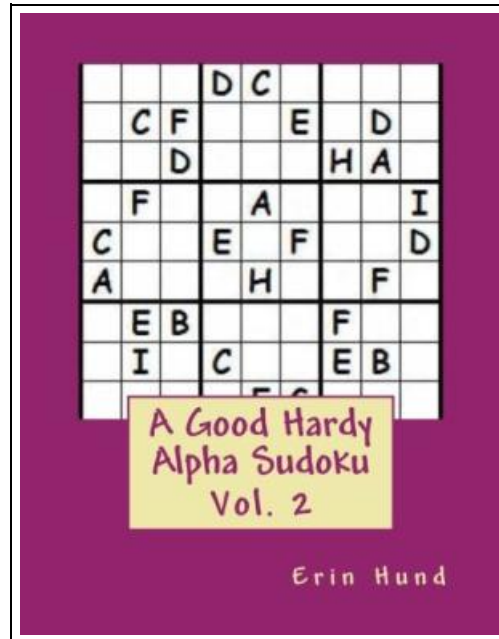 D C
C F E D
D H A
F A I
C E F D
A H F
E B F
I C E B
A Good Hardy
Alpha Sudoku
Vol. 2
Erin Hund